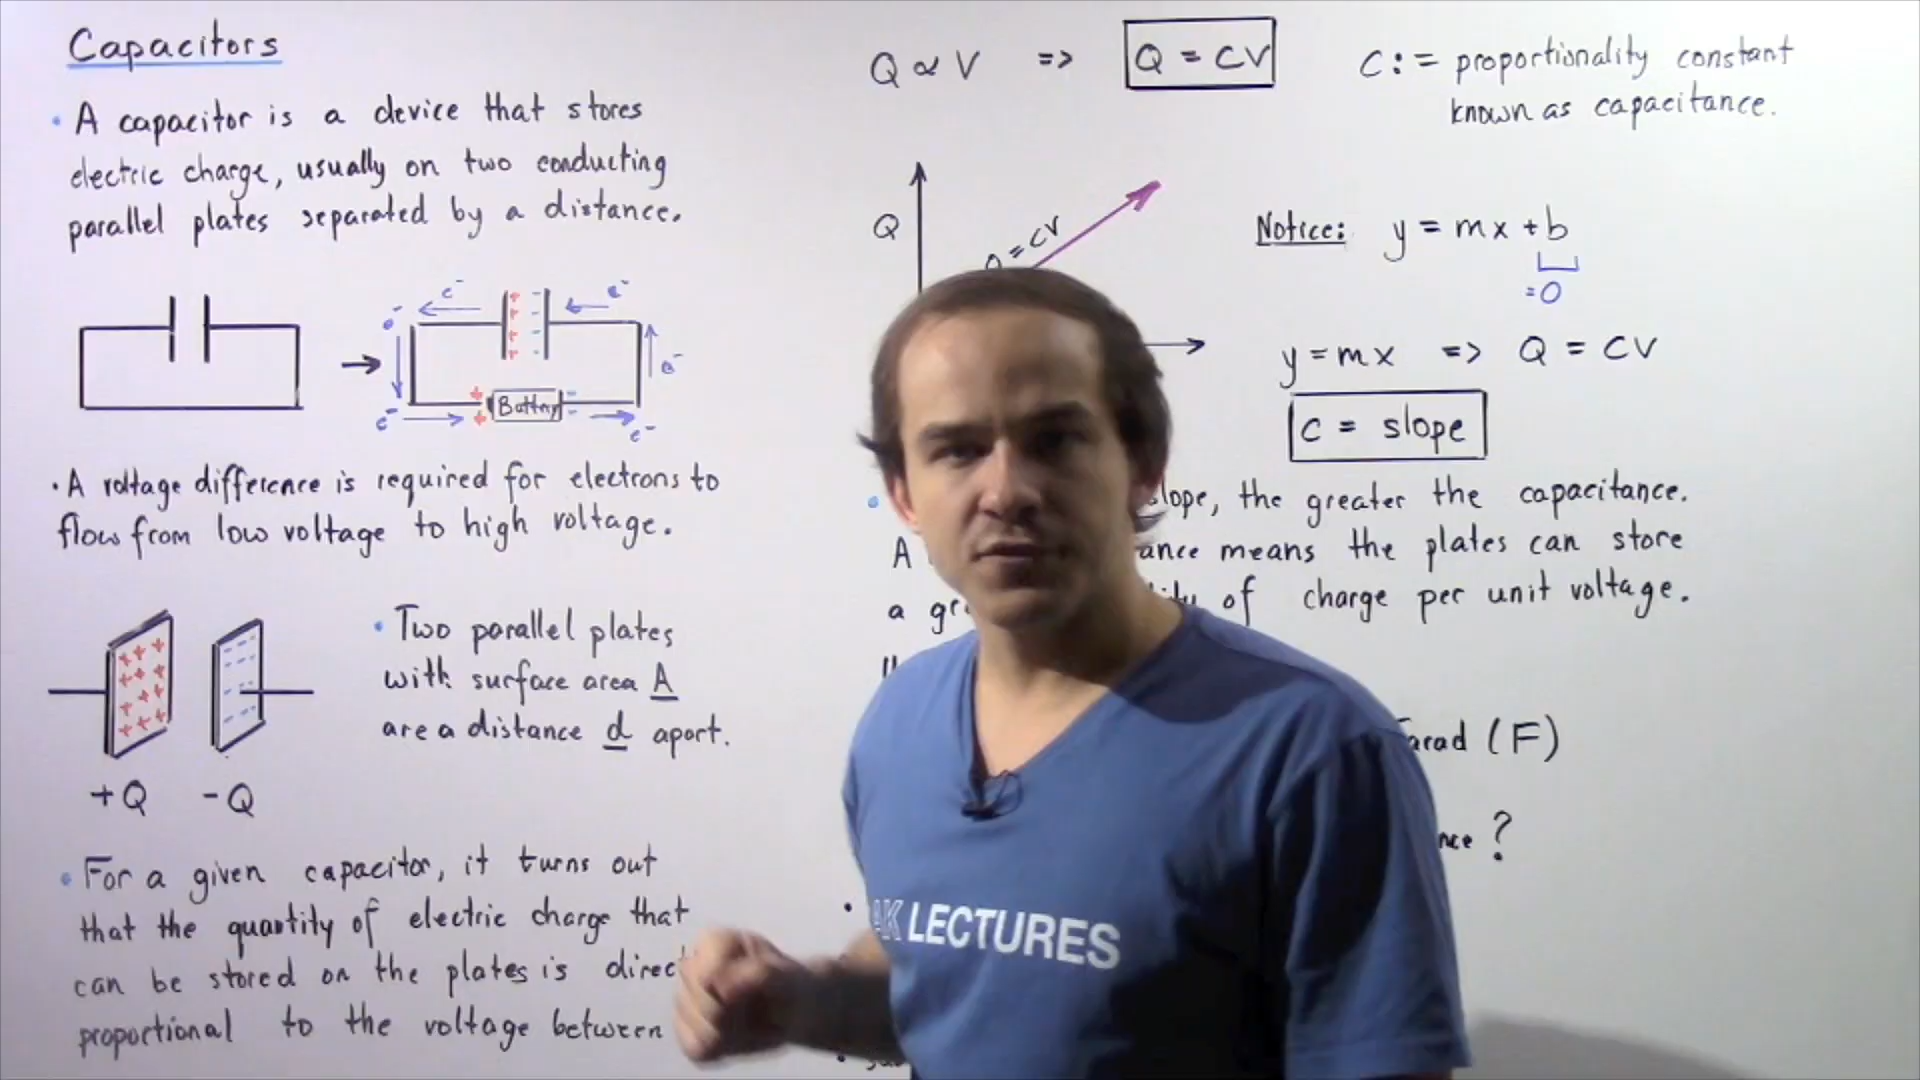 Capacitors
• A capacitor is a device that stores
electric charge, usually on two conducting
parallel plates separated by a distance.
e⁻ e⁻
e⁻ + - 
+ -
+ -
+ -
e⁻
+ Battery -
e⁻ + - e⁻
• A voltage difference is required for electrons to
flow from low voltage to high voltage.
• Two parallel plates
with surface area A
are a distance d apart.
+Q -Q
• For a given capacitor, it turns out
that the quantity of electric charge that
can be stored on the plates is direct
proportional to the voltage between
Q ∝ V => Q = CV
C := proportionality constant
known as capacitance.
Q
Q = CV
Notice: y = mx + b
= 0
y = mx => Q = CV
C = slope
slope, the greater the capacitance.
A ance means the plates can store
a gr of charge per unit voltage.
Farad (F)
nce?
AK LECTURES